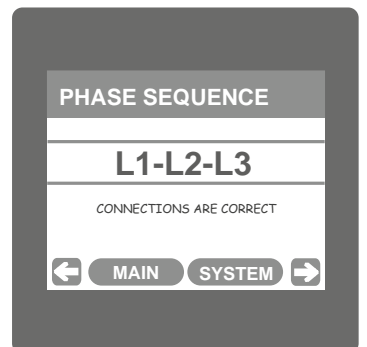 PHASE SEQUENCE
L1-L2-L3
CONNECTIONS ARE CORRECT
MAIN SYSTEM